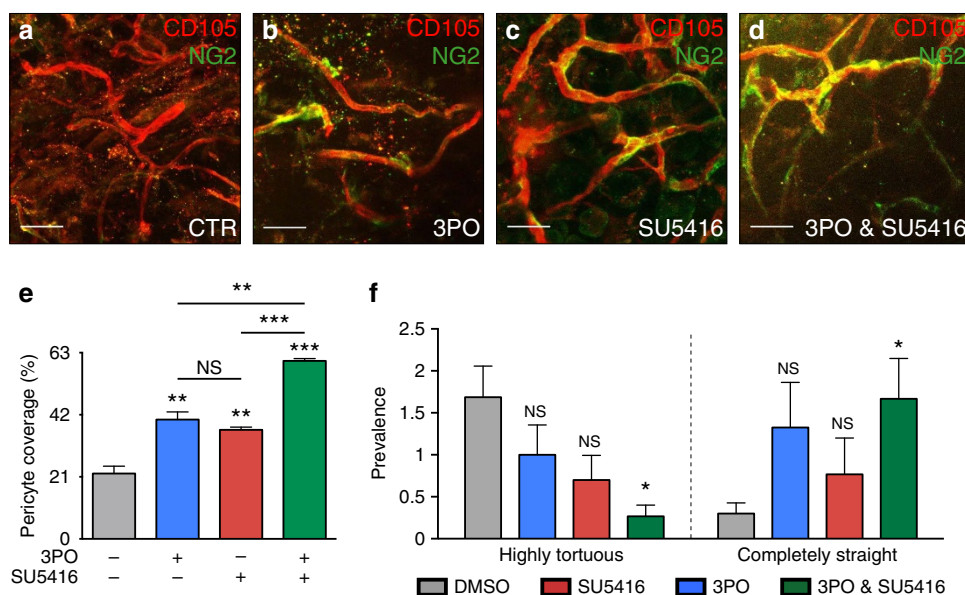 a
CD105
NG2
CTR
b
CD105
NG2
3PO
c
CD105
NG2
SU5416
d
CD105
NG2
3PO & SU5416
e
Pericyte coverage (%)
63
42
21
0
**
***
NS
**
**
***
3PO – + – +
SU5416 – – + +
f
Prevalence
2.5
2
1.5
1
0.5
0
NS
NS
*
NS
NS
*
Highly tortuous
Completely straight
DMSO
SU5416
3PO
3PO & SU5416